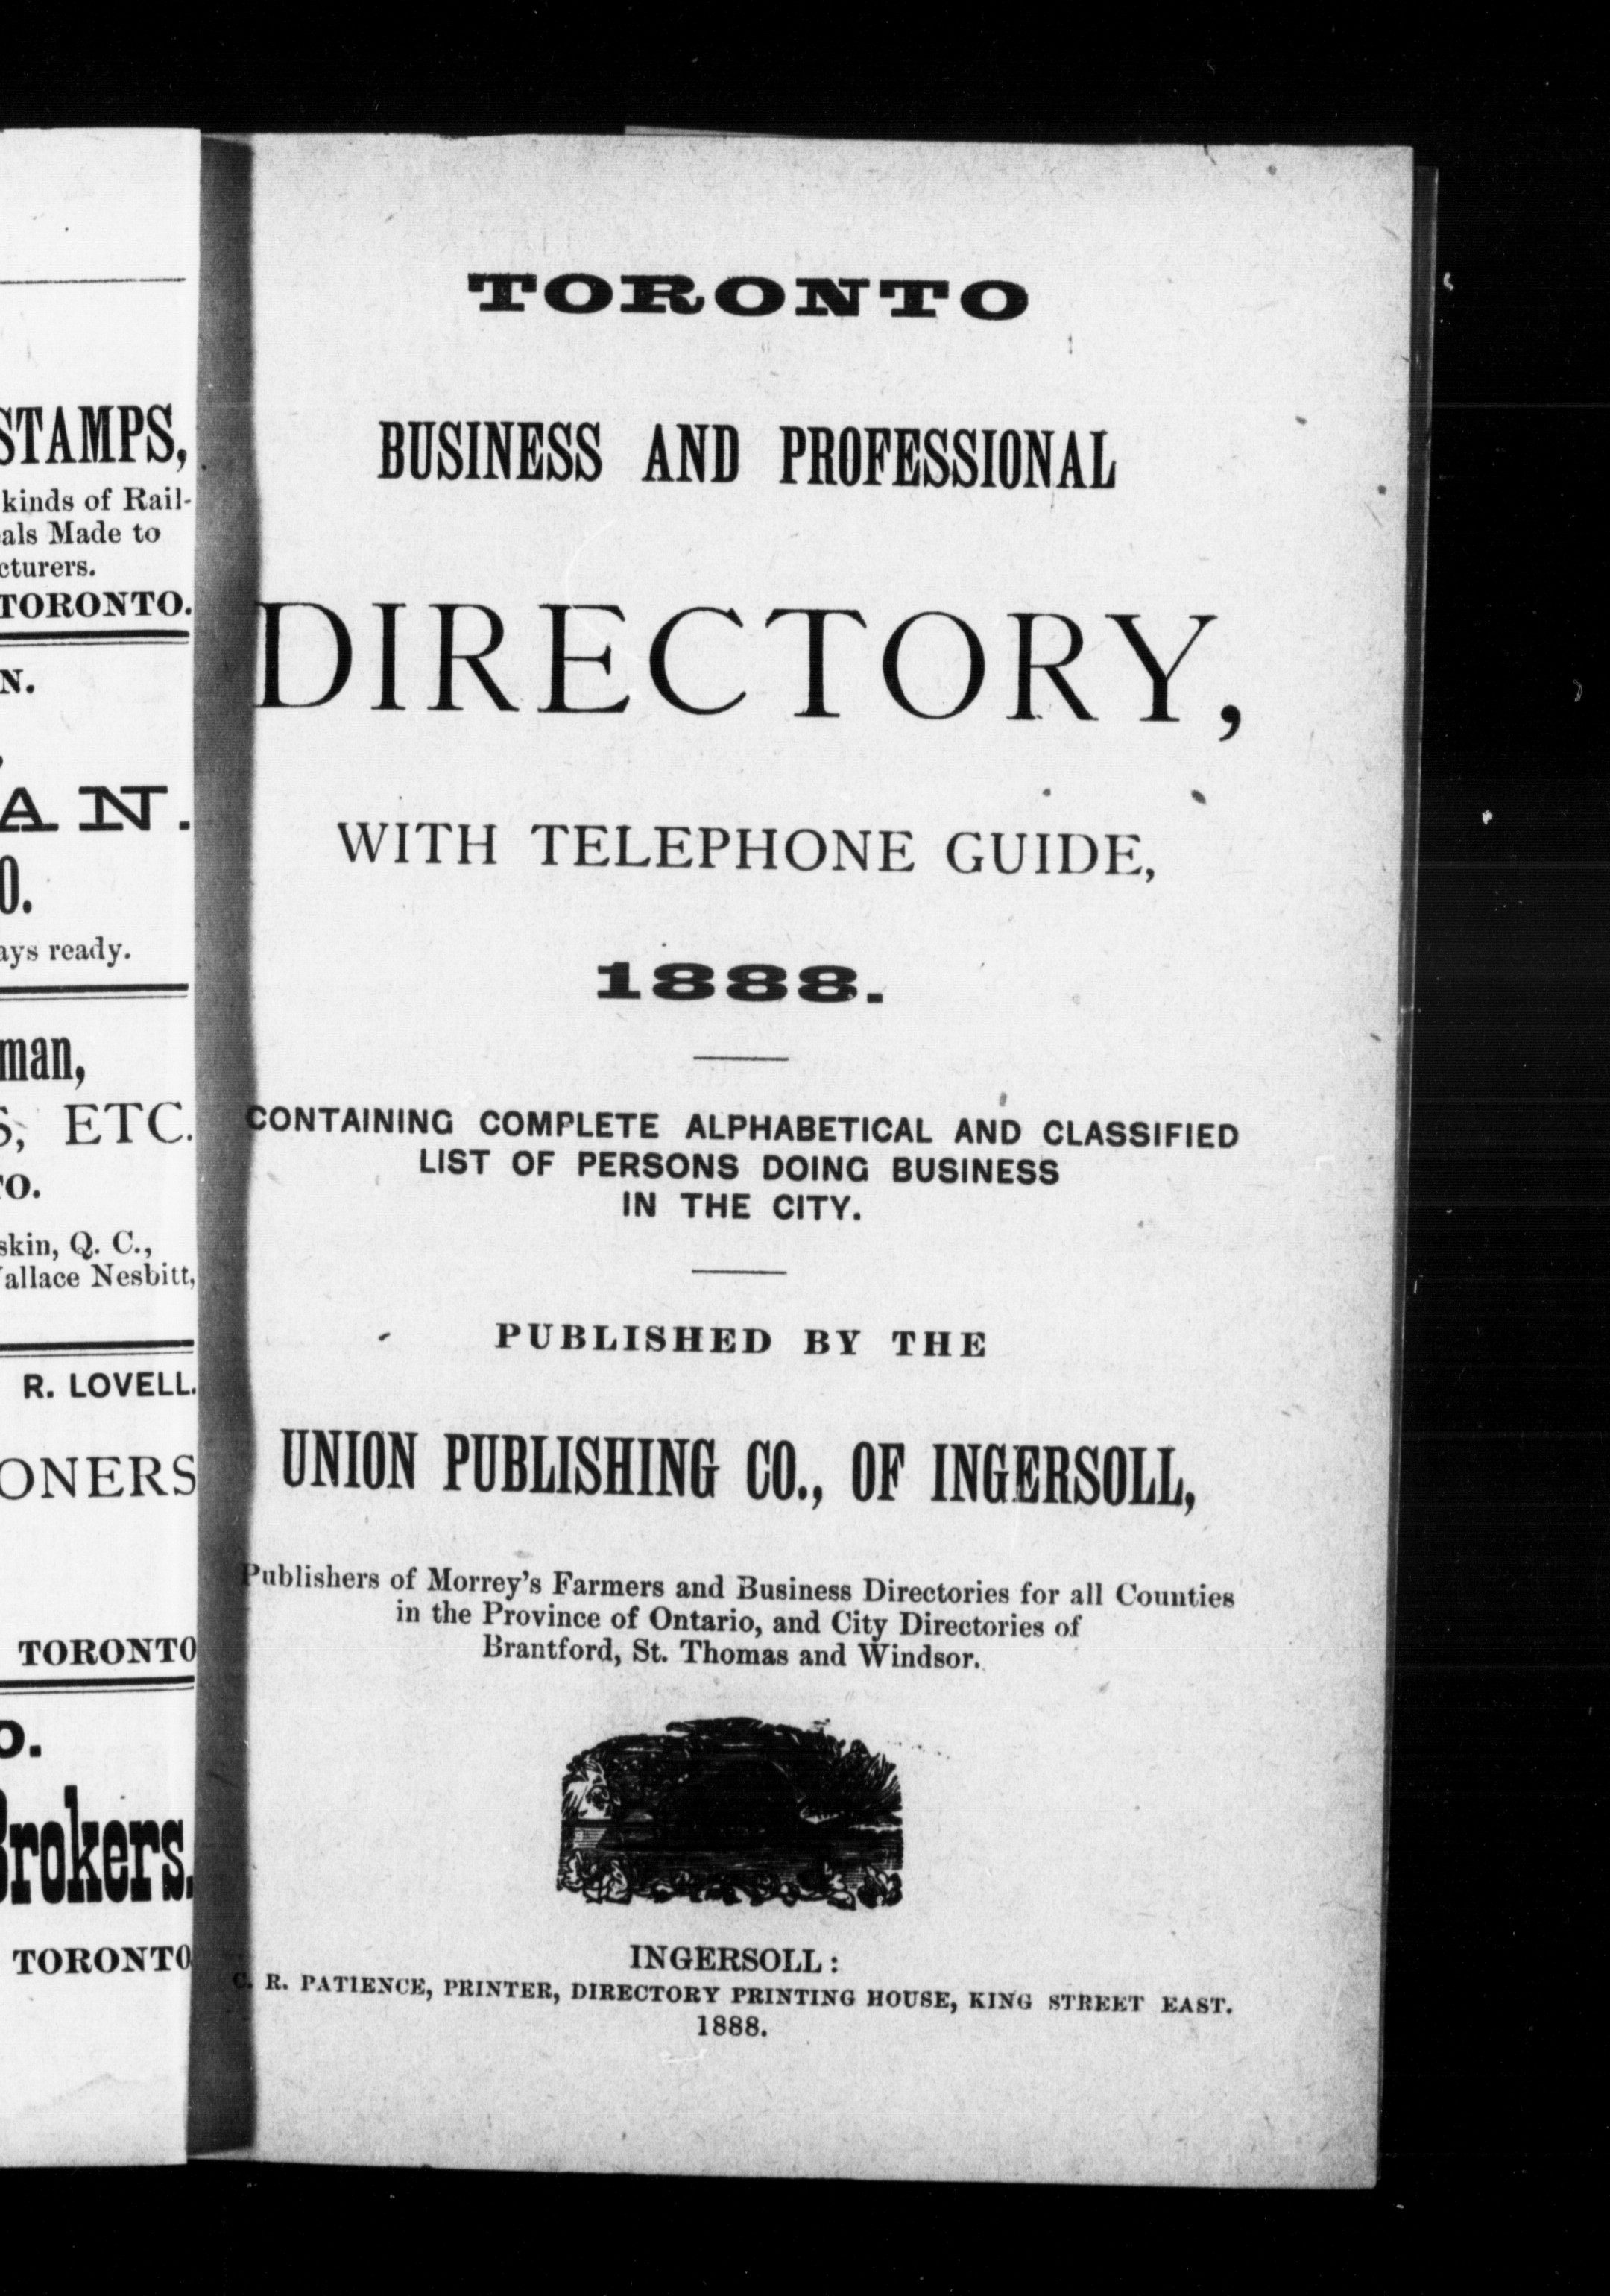 STAMPS,
kinds of Rail-
als Made to
cturers.
TORONTO.
N.
AN.
O.
ays ready.
man,
S, ETC.
TO.
skin, Q. C.,
allace Nesbitt,
R. LOVELL.
ONERS
TORONTO
O.
Brokers.
TORONTO
TORONTO
BUSINESS AND PROFESSIONAL
DIRECTORY,
WITH TELEPHONE GUIDE,
1888.
CONTAINING COMPLETE ALPHABETICAL AND CLASSIFIED
LIST OF PERSONS DOING BUSINESS
IN THE CITY.
PUBLISHED BY THE
UNION PUBLISHING CO., OF INGERSOLL,
Publishers of Morrey's Farmers and Business Directories for all Counties
in the Province of Ontario, and City Directories of
Brantford, St. Thomas and Windsor.
INGERSOLL:
C. R. PATIENCE, PRINTER, DIRECTORY PRINTING HOUSE, KING STREET EAST.
1888.